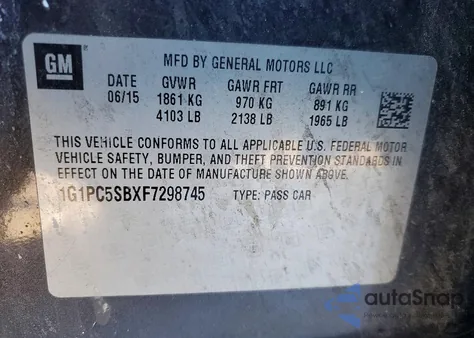 GM
MFD BY GENERAL MOTORS LLC
DATE GVWR GAWR FRT GAWR RR
06/15 1861 KG 970 KG 891 KG
4103 LB 2138 LB 1965 LB
THIS VEHICLE CONFORMS TO ALL APPLICABLE U.S. FEDERAL MOTOR
VEHICLE SAFETY, BUMPER, AND THEFT PREVENTION STANDARDS IN
EFFECT ON THE DATE OF MANUFACTURE SHOWN ABOVE.
1G1PC5SBXF7298745 TYPE: PASS CAR
autoSnap